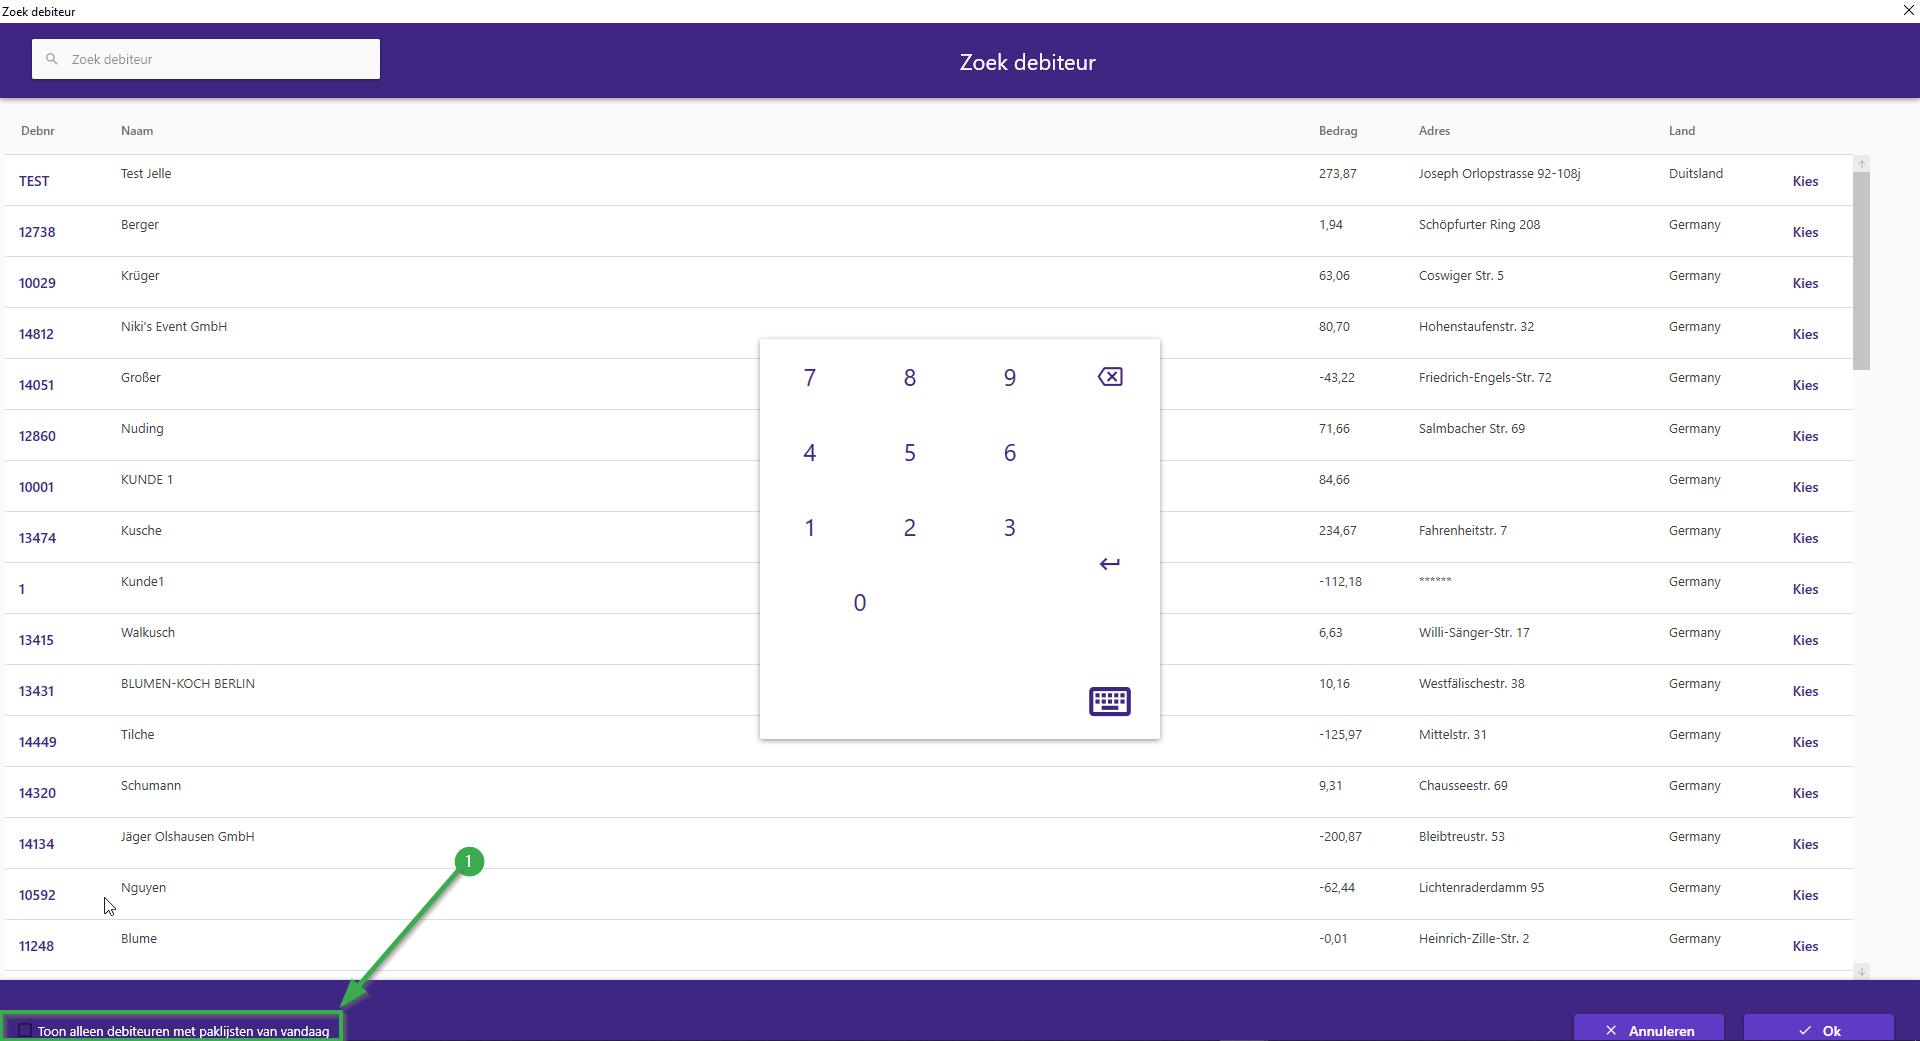 Zoek debiteur
Zoek debiteur
Zoek debiteur
Debnr Naam Bedrag Adres Land
TEST Test Jelle 273,87 Joseph Orlopstrasse 92-108j Duitsland Kies
12738 Berger 1,94 Schöpfurter Ring 208 Germany Kies
10029 Krüger 63,06 Coswiger Str. 5 Germany Kies
14812 Niki's Event GmbH 80,70 Hohenstaufenstr. 32 Germany Kies
14051 Großer -43,22 Friedrich-Engels-Str. 72 Germany Kies
12860 Nuding 71,66 Salmbacher Str. 69 Germany Kies
10001 KUNDE 1 84,66 Germany Kies
13474 Kusche 234,67 Fahrenheitstr. 7 Germany Kies
1 Kunde1 -112,18 ****** Germany Kies
13415 Walkusch 6,63 Willi-Sänger-Str. 17 Germany Kies
13431 BLUMEN-KOCH BERLIN 10,16 Westfälischestr. 38 Germany Kies
14449 Tilche -125,97 Mittelstr. 31 Germany Kies
14320 Schumann 9,31 Chausseestr. 69 Germany Kies
14134 Jäger Olshausen GmbH -200,87 Bleibtreustr. 53 Germany Kies
10592 Nguyen -62,44 Lichtenraderdamm 95 Germany Kies
11248 Blume -0,01 Heinrich-Zille-Str. 2 Germany Kies
7 8 9
4 5 6
1 2 3
0
1
Toon alleen debiteuren met paklijsten van vandaag
Annuleren
Ok